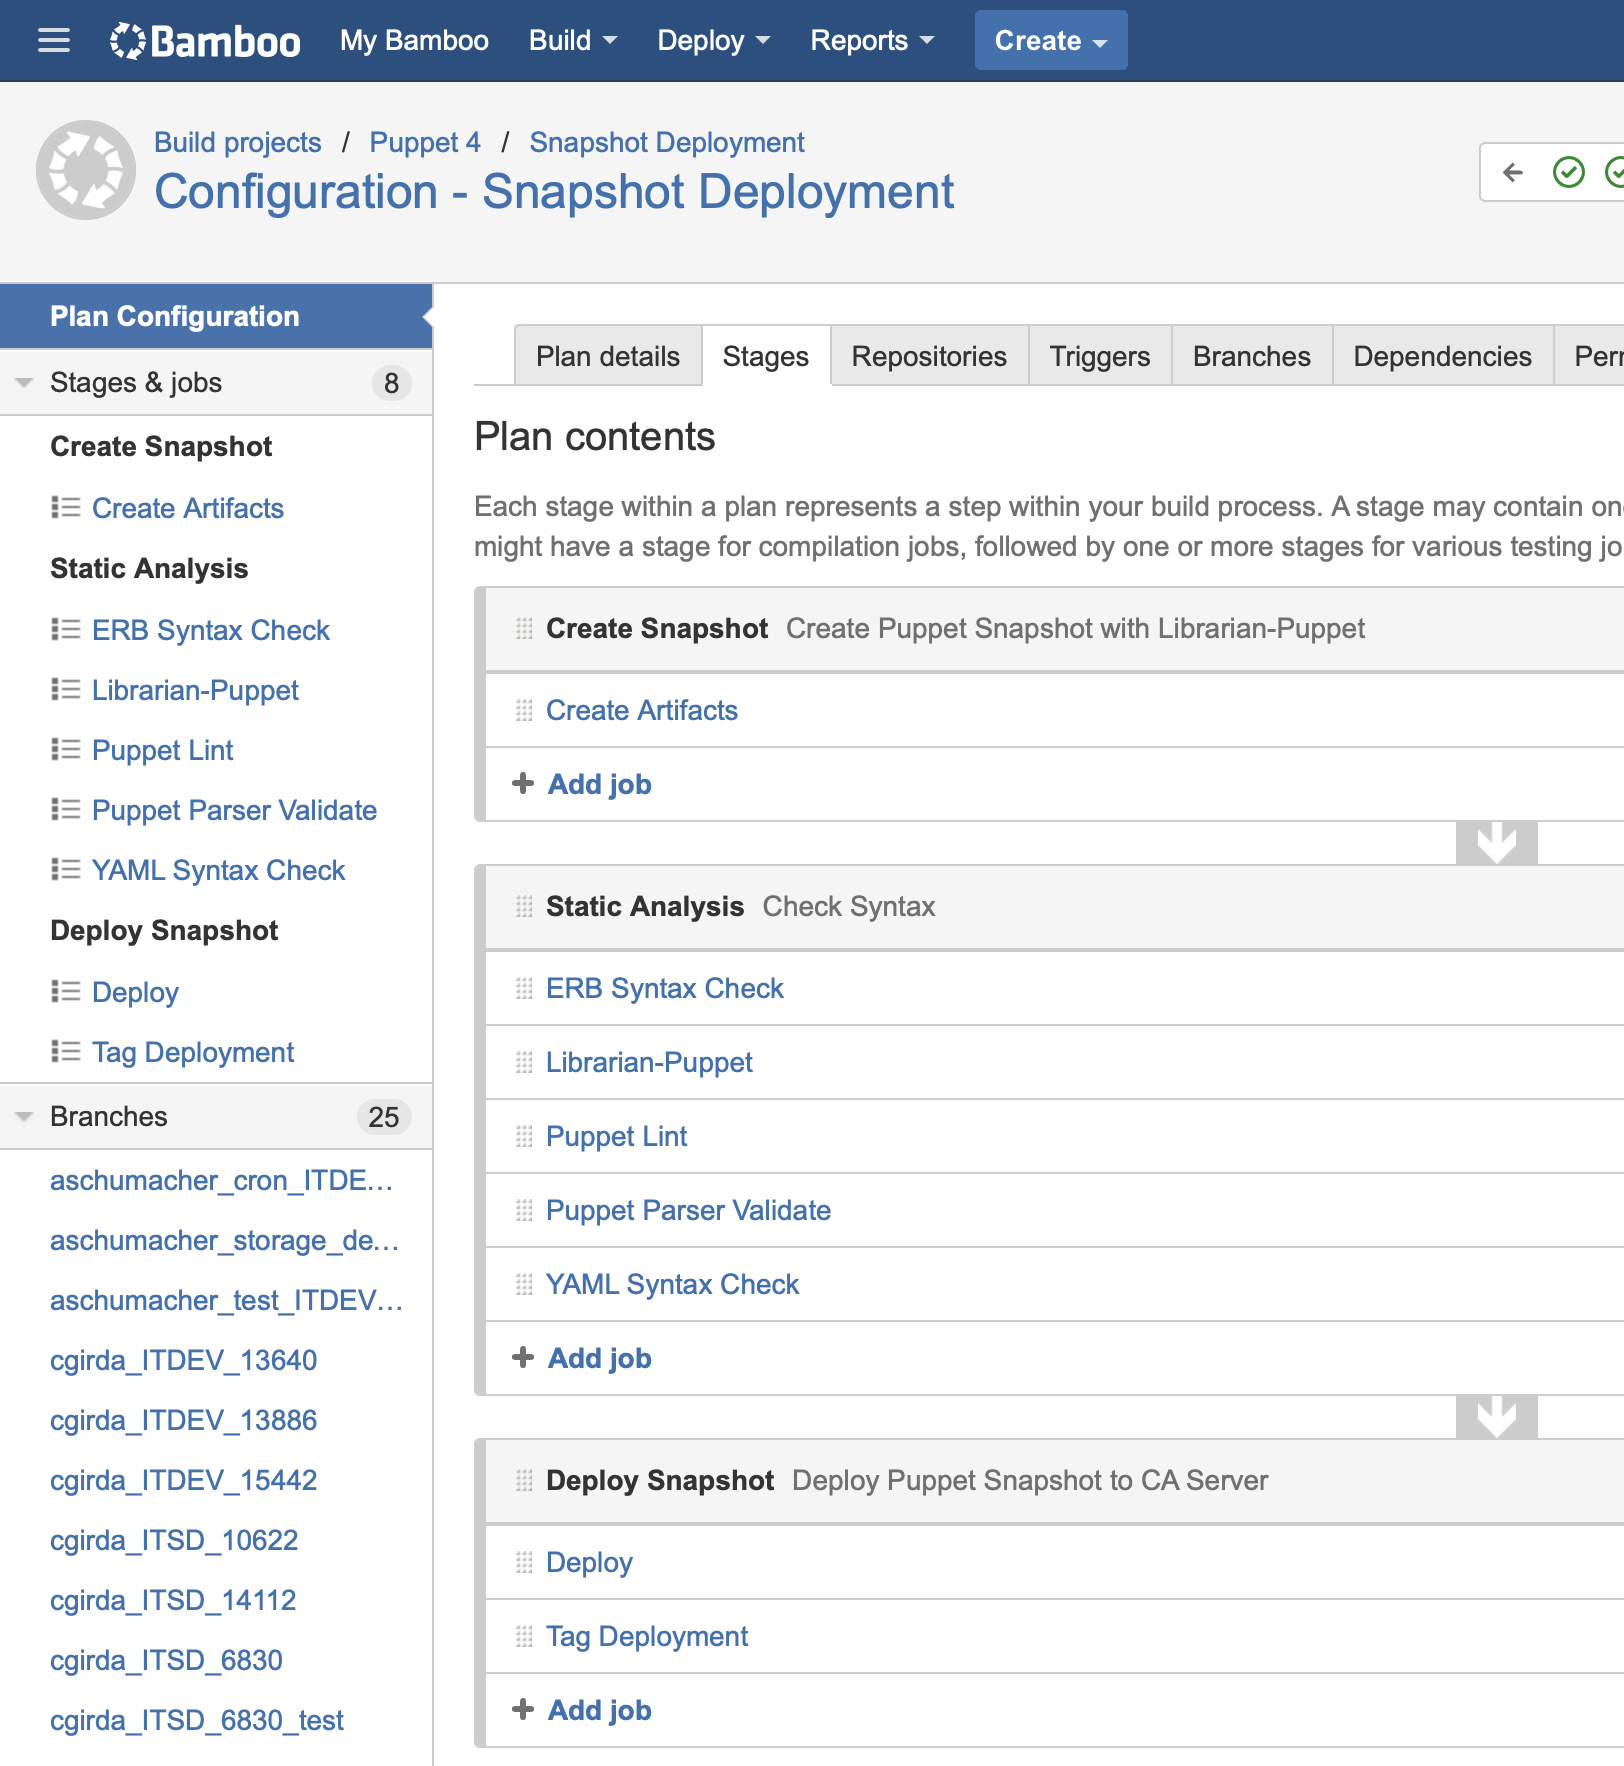 Bamboo My Bamboo Build Deploy Reports Create
Build projects / Puppet 4 / Snapshot Deployment
Configuration - Snapshot Deployment
Plan Configuration
Stages & jobs 8
Create Snapshot
Create Artifacts
Static Analysis
ERB Syntax Check
Librarian-Puppet
Puppet Lint
Puppet Parser Validate
YAML Syntax Check
Deploy Snapshot
Deploy
Tag Deployment
Branches 25
aschumacher_cron_ITDE...
aschumacher_storage_de...
aschumacher_test_ITDEV...
cgirda_ITDEV_13640
cgirda_ITDEV_13886
cgirda_ITDEV_15442
cgirda_ITSD_10622
cgirda_ITSD_14112
cgirda_ITSD_6830
cgirda_ITSD_6830_test
Plan details Stages Repositories Triggers Branches Dependencies
Plan contents
Each stage within a plan represents a step within your build process. A stage may contain
might have a stage for compilation jobs, followed by one or more stages for various testing
Create Snapshot Create Puppet Snapshot with Librarian-Puppet
Create Artifacts
Add job
Static Analysis Check Syntax
ERB Syntax Check
Librarian-Puppet
Puppet Lint
Puppet Parser Validate
YAML Syntax Check
Add job
Deploy Snapshot Deploy Puppet Snapshot to CA Server
Deploy
Tag Deployment
Add job